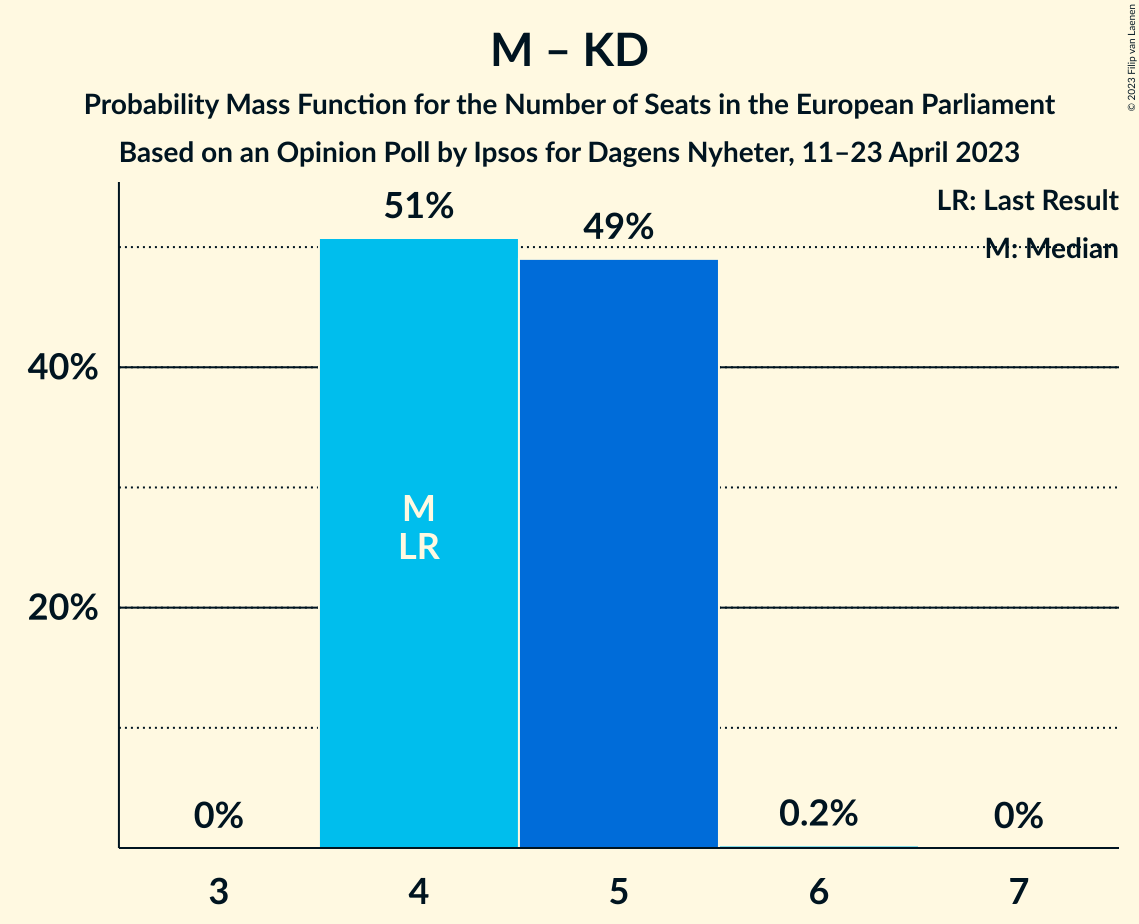 M – KD
Probability Mass Function for the Number of Seats in the European Parliament
Based on an Opinion Poll by Ipsos for Dagens Nyheter, 11–23 April 2023
© 2023 Filip van Laenen
LR: Last Result
M: Median
51%
49%
40%
M
LR
20%
0%
0.2%
0%
3
4
5
6
7